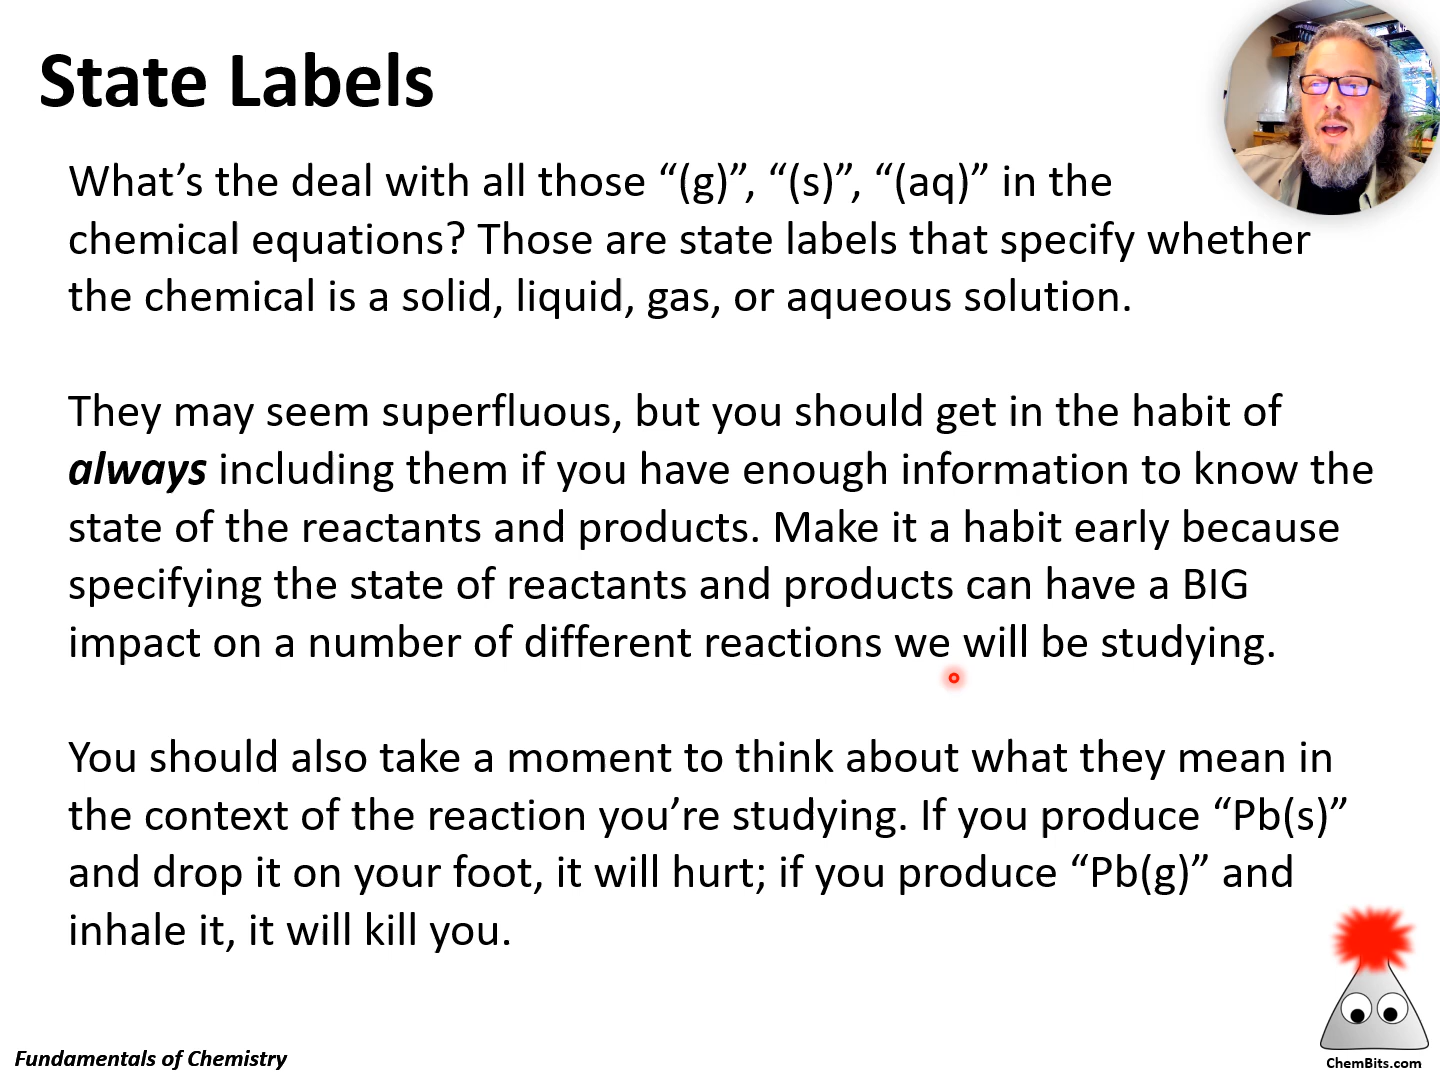 State Labels
What’s the deal with all those “(g)”, “(s)”, “(aq)” in the
chemical equations? Those are state labels that specify whether
the chemical is a solid, liquid, gas, or aqueous solution.
They may seem superfluous, but you should get in the habit of
always including them if you have enough information to know the
state of the reactants and products. Make it a habit early because
specifying the state of reactants and products can have a BIG
impact on a number of different reactions we will be studying.
You should also take a moment to think about what they mean in
the context of the reaction you’re studying. If you produce “Pb(s)”
and drop it on your foot, it will hurt; if you produce “Pb(g)” and
inhale it, it will kill you.
Fundamentals of Chemistry
ChemBits.com